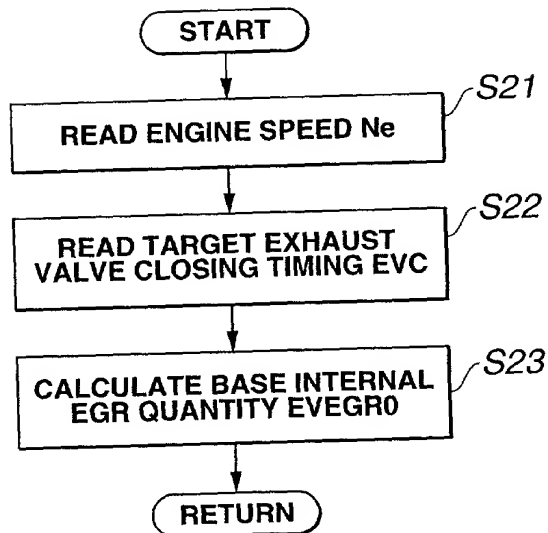 START
S21
READ ENGINE SPEED Ne
S22
READ TARGET EXHAUST
VALVE CLOSING TIMING EVC
S23
CALCULATE BASE INTERNAL
EGR QUANTITY EVEGR0
RETURN